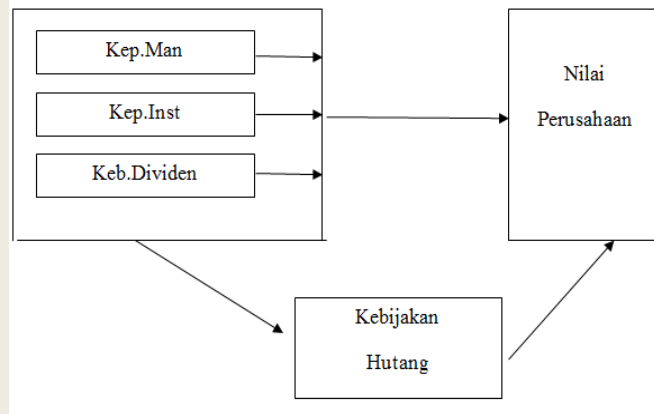 Kep.Man
Kep.Inst
Keb.Dividen
Nilai
Perusahaan
Kebijakan
Hutang